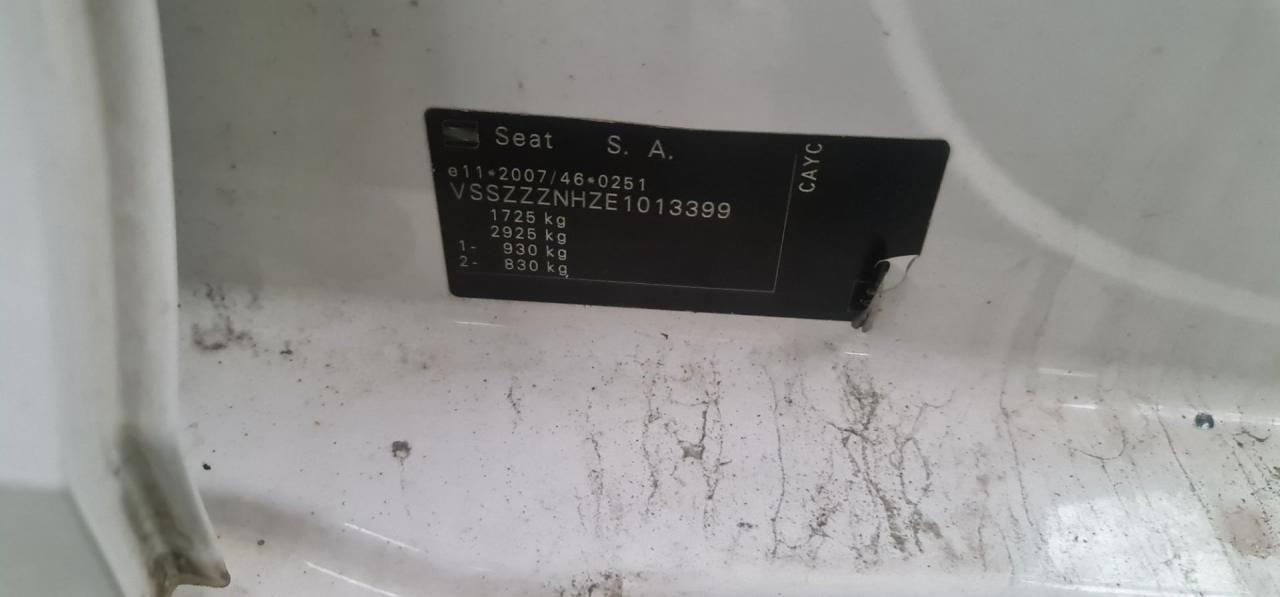 Seat S. A.
e11*2007/46*0251
VSSZZZNHZE1013399
1725 kg
2925 kg
1- 930 kg
2- 830 kg
CAYC